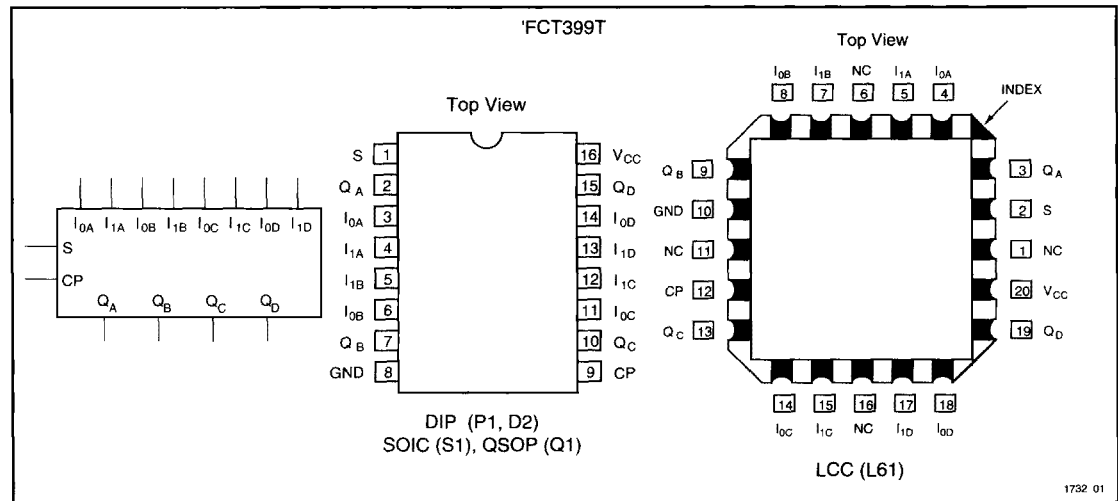 'FCT399T
I0A I1A I0B I1B I0C I1C I0D I1D
S
CP
QA QB QC QD
Top View
S 1 16 VCC
QA 2 15 QD
I0A 3 14 I0D
I1A 4 13 I1D
I1B 5 12 I1C
I0B 6 11 I0C
QB 7 10 QC
GND 8 9 CP
DIP (P1, D2)
SOIC (S1), QSOP (Q1)
Top View
I0B I1B NC I1A I0A
8 7 6 5 4
INDEX
QB 9 3 QA
GND 10 2 S
NC 11 1 NC
CP 12 20 VCC
QC 13 19 QD
14 15 16 17 18
I0C I1C NC I1D I0D
LCC (L61)
1732 01